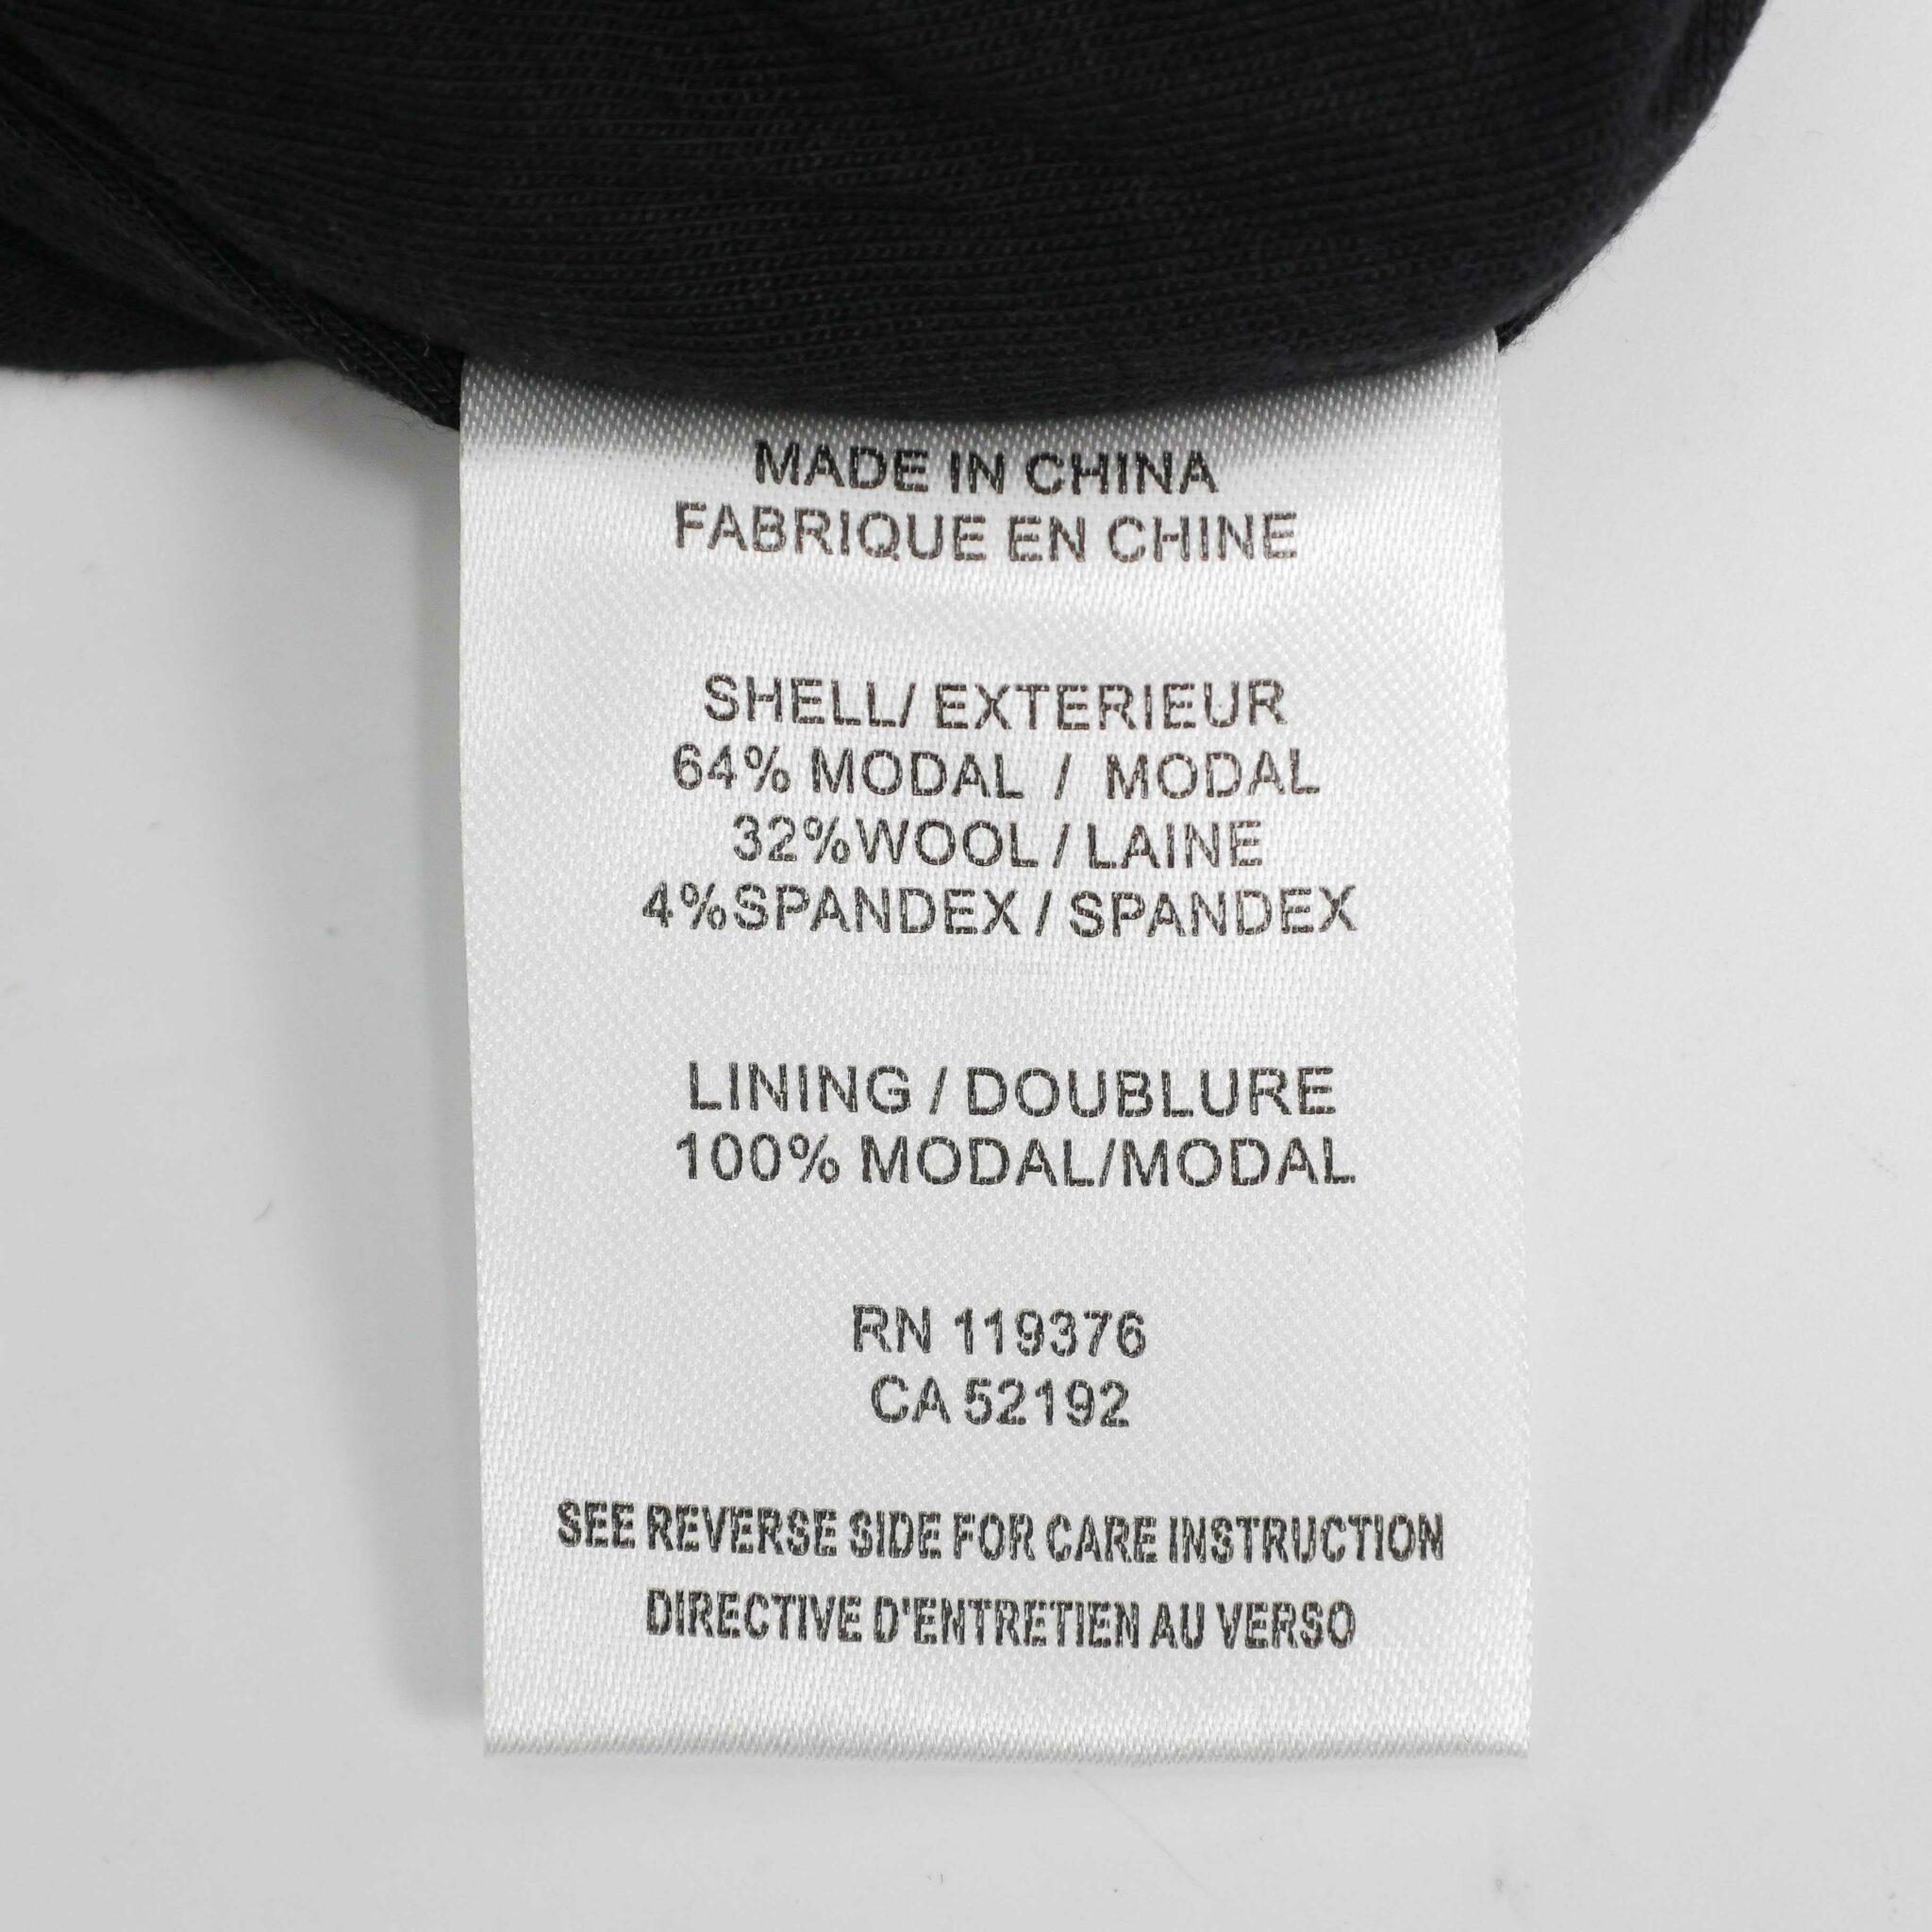 MADE IN CHINA
FABRIQUE EN CHINE
SHELL/ EXTERIEUR
64% MODAL / MODAL
32%WOOL / LAINE
4%SPANDEX / SPANDEX
LINING / DOUBLURE
100% MODAL/MODAL
RN 119376
CA 52192
SEE REVERSE SIDE FOR CARE INSTRUCTION
DIRECTIVE D'ENTRETIEN AU VERSO